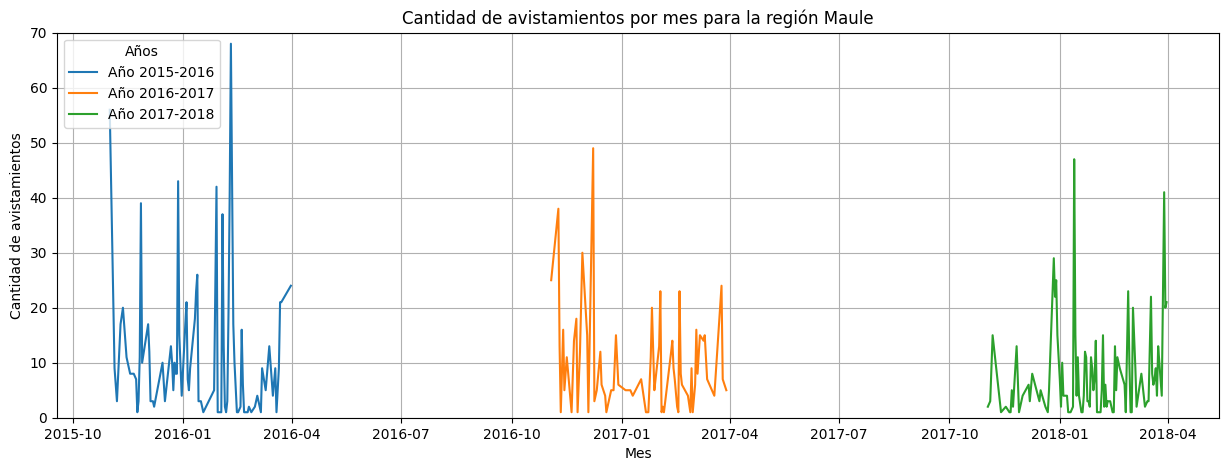 Cantidad de avistamientos por mes para la región Maule
Años
Año 2015-2016
Año 2016-2017
Año 2017-2018
Cantidad de avistamientos
70
60
50
40
30
20
10
0
2015-10 2016-01 2016-04 2016-07 2016-10 2017-01 2017-04 2017-07 2017-10 2018-01 2018-04
Mes